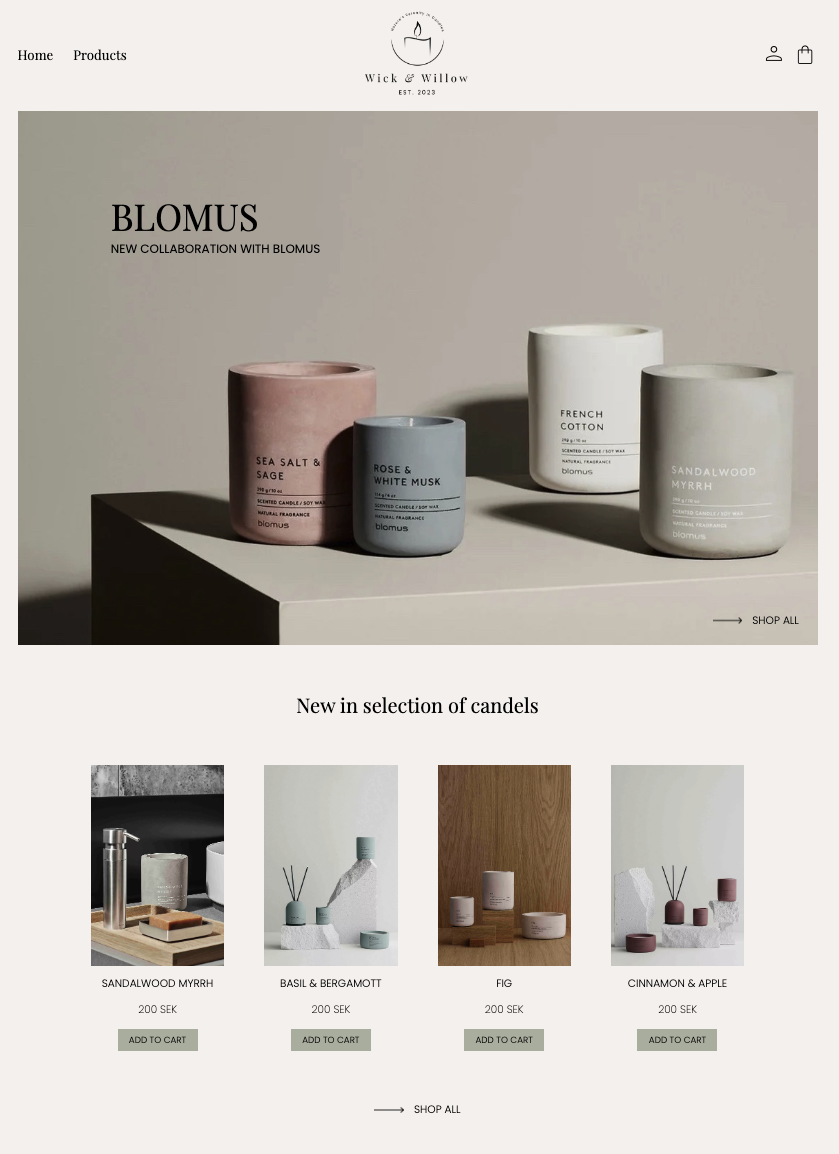 Home Products
Wick & Willow
EST. 2023
BLOMUS
NEW COLLABORATION WITH BLOMUS
FRENCH
COTTON
SCENTED CANDLE / SOY WAX
NATURAL FRAGRANCE
blomus
SEA SALT &
SAGE
SCENTED CANDLE / SOY WAX
NATURAL FRAGRANCE
blomus
ROSE &
WHITE MUSK
SCENTED CANDLE / SOY WAX
NATURAL FRAGRANCE
blomus
SANDALWOOD
MYRRH
SCENTED CANDLE / SOY WAX
NATURAL FRAGRANCE
blomus
SHOP ALL
New in selection of candels
SANDALWOOD MYRRH
200 SEK
ADD TO CART
BASIL & BERGAMOTT
200 SEK
ADD TO CART
FIG
200 SEK
ADD TO CART
CINNAMON & APPLE
200 SEK
ADD TO CART
SHOP ALL